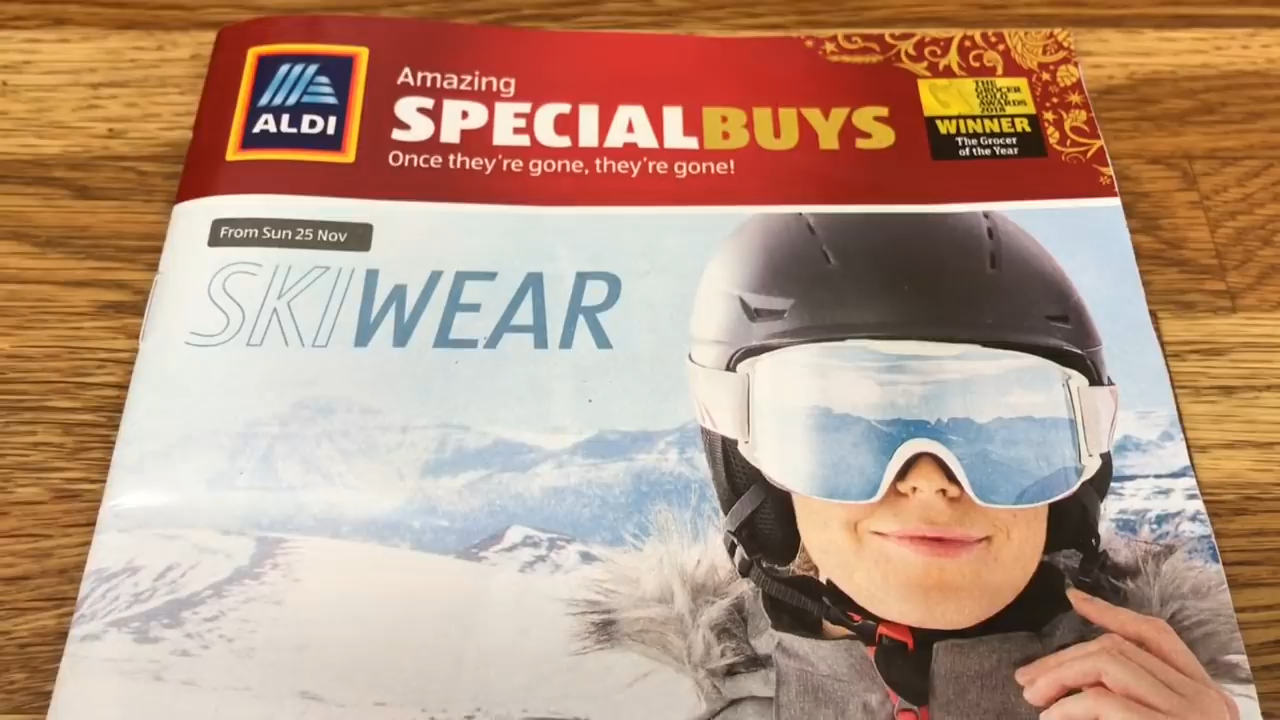 ALDI
Amazing
SPECIALBUYS
Once they're gone, they're gone!
THE
GROCER
GOLD
AWARDS
2018
WINNER
The Grocer
of the Year
From Sun 25 Nov
SKIWEAR